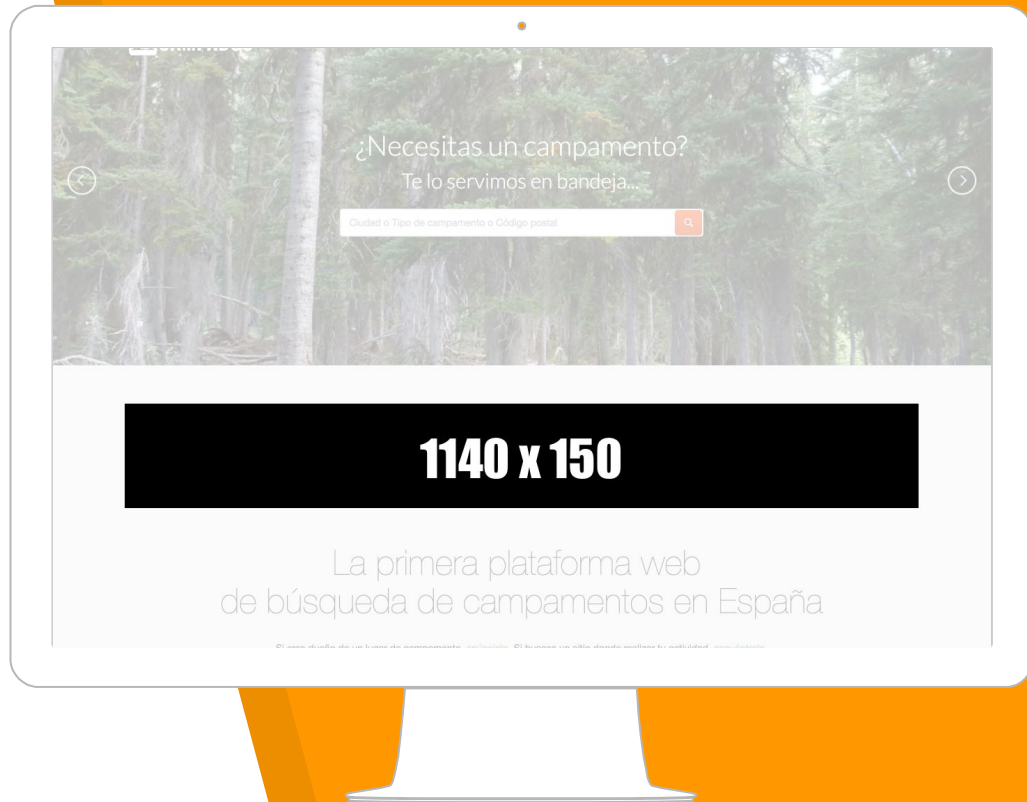 ¿Necesitas un campamento?
Te lo servimos en bandeja...
Ciudad o Tipo de campamento o Código postal
1140 x 150
La primera plataforma web
de búsqueda de campamentos en España